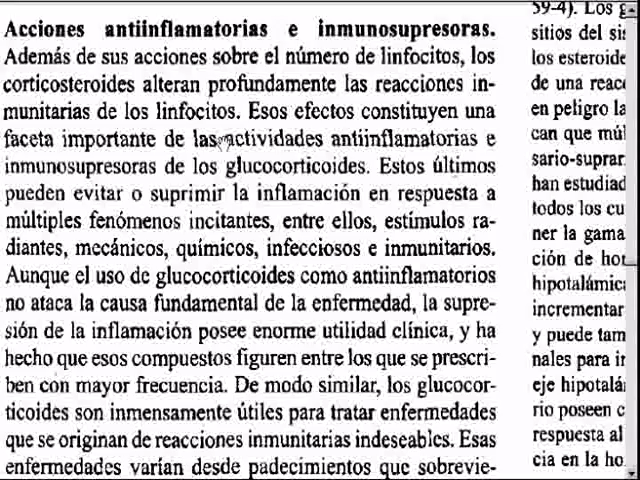 Acciones antiinflamatorias e inmunosupresoras.
Además de sus acciones sobre el número de linfocitos, los
corticosteroides alteran profundamente las reacciones in-
munitarias de los linfocitos. Esos efectos constituyen una
faceta importante de las actividades antiinflamatorias e
inmunosupresoras de los glucocorticoides. Estos últimos
pueden evitar o suprimir la inflamación en respuesta a
múltiples fenómenos incitantes, entre ellos, estímulos ra-
diantes, mecánicos, químicos, infecciosos e inmunitarios.
Aunque el uso de glucocorticoides como antiinflamatorios
no ataca la causa fundamental de la enfermedad, la supre-
sión de la inflamación posee enorme utilidad clínica, y ha
hecho que esos compuestos figuren entre los que se prescri-
ben con mayor frecuencia. De modo similar, los glucocor-
ticoides son inmensamente útiles para tratar enfermedades
que se originan de reacciones inmunitarias indeseables. Esas
enfermedades varían desde padecimientos que sobrevie-
59-4). Los
sitios del
los esteroide
de una
en peligro la
can que
sario-suprar
han estudiad
todos los cu
ner la gama
ción de
hipotalámic
incrementar
y puede tam
nales para
eje hipotalá
rio poseen c
respuesta al
cia en la ho